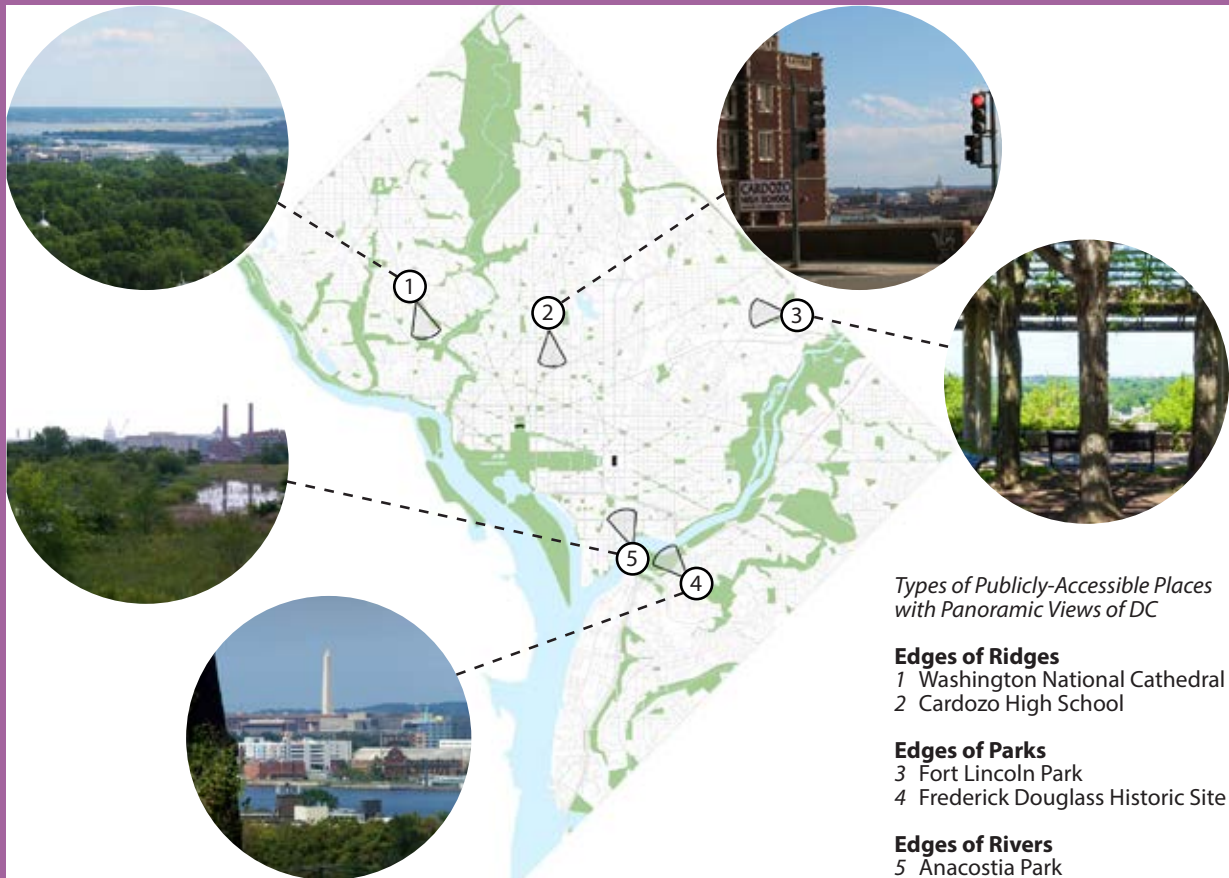 CARDOZO
HIGH SCHOOL
1
2
3
5
4
Types of Publicly-Accessible Places
with Panoramic Views of DC
Edges of Ridges
1 Washington National Cathedral
2 Cardozo High School
Edges of Parks
3 Fort Lincoln Park
4 Frederick Douglass Historic Site
Edges of Rivers
5 Anacostia Park